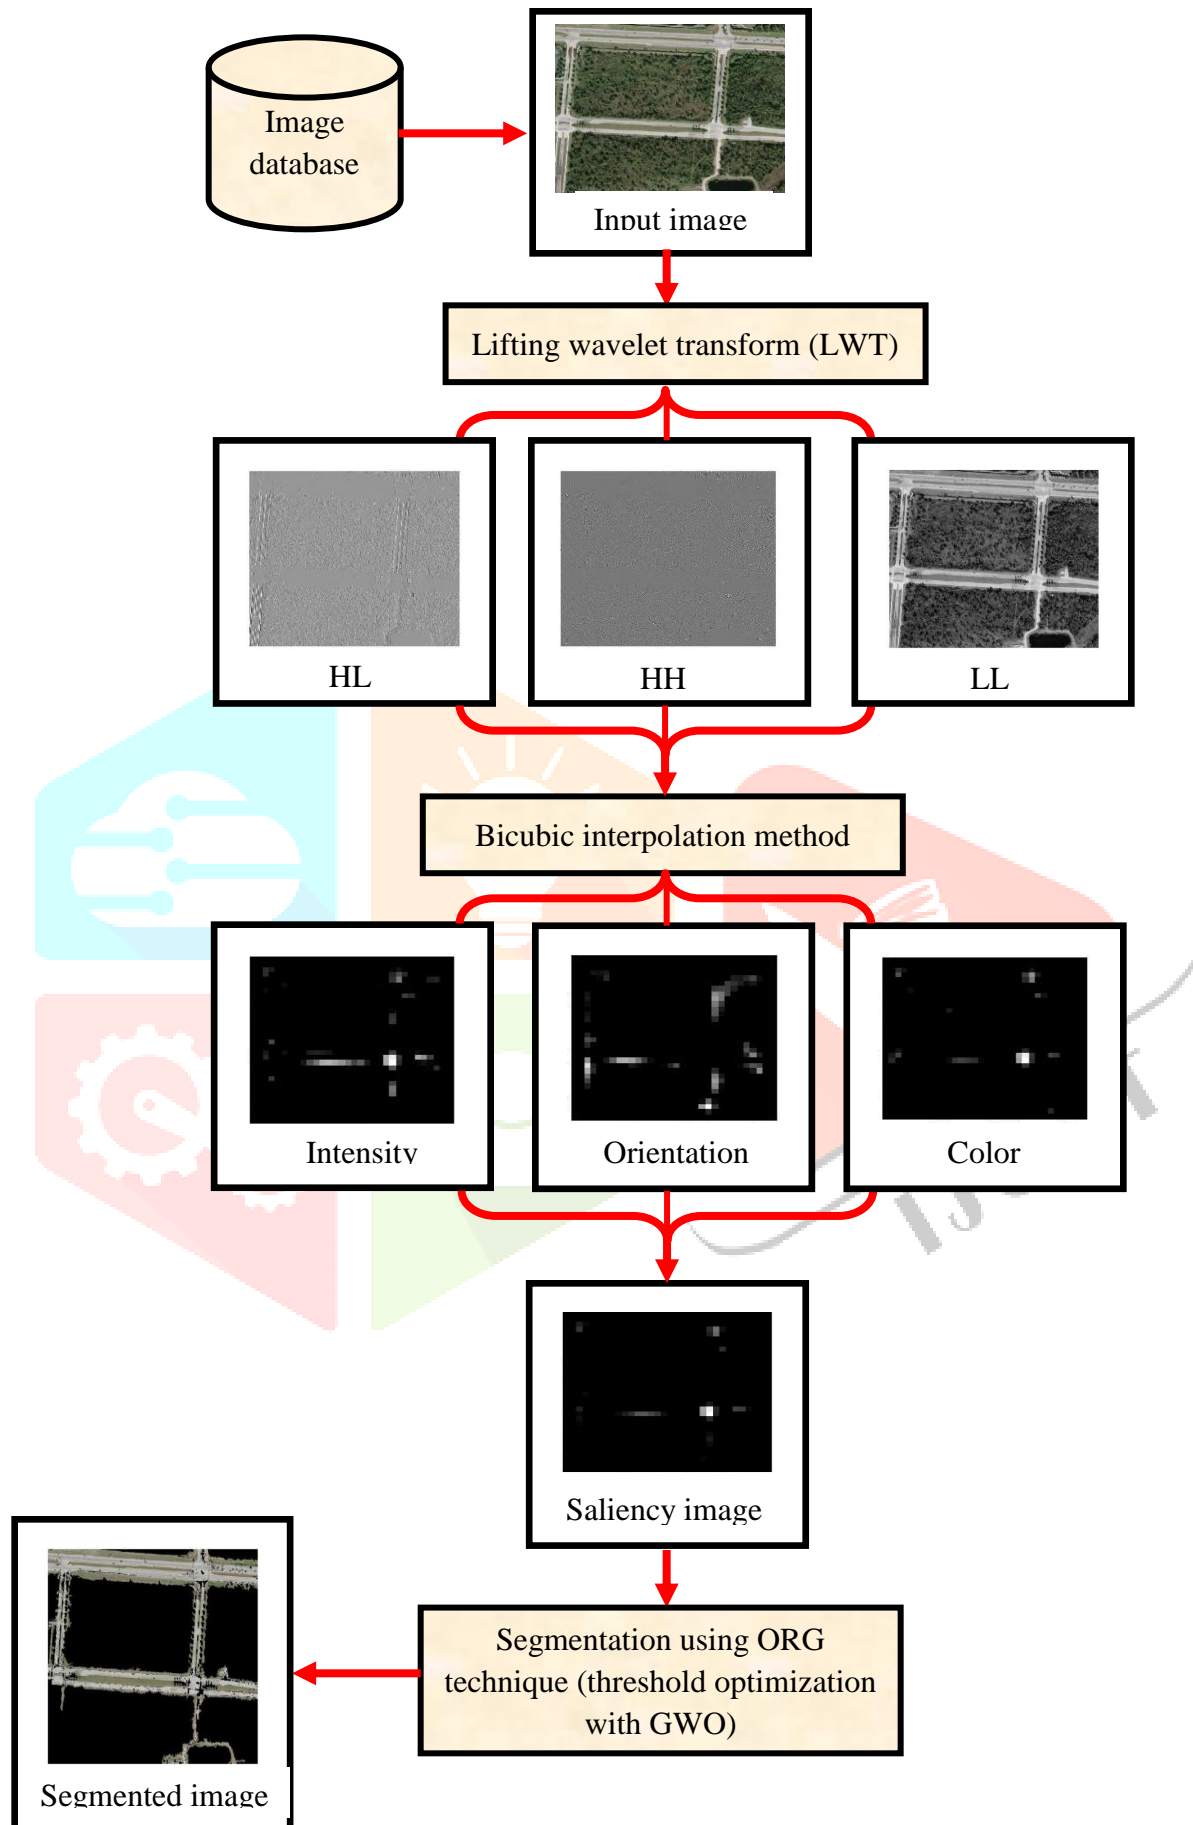 Image
database
Input image
Lifting wavelet transform (LWT)
HL
HH
LL
Bicubic interpolation method
Intensity
Orientation
Color
Saliency image
Segmentation using ORG
technique (threshold optimization
with GWO)
Segmented image